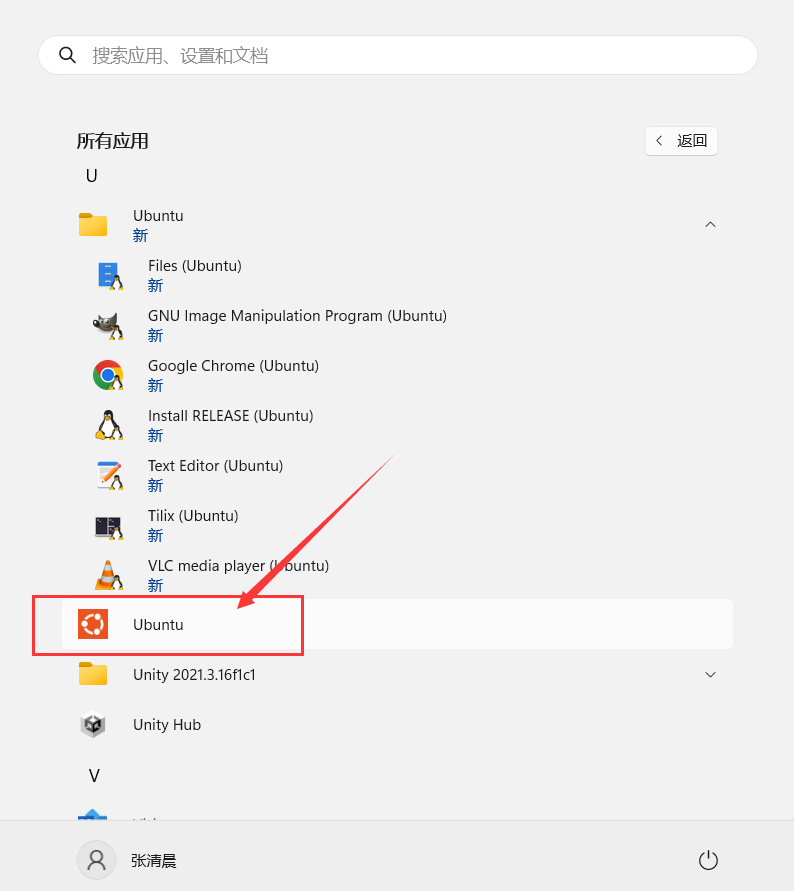 搜索应用、设置和文档
所有应用
返回
U
Ubuntu
新
Files (Ubuntu)
新
GNU Image Manipulation Program (Ubuntu)
新
Google Chrome (Ubuntu)
新
Install RELEASE (Ubuntu)
新
Text Editor (Ubuntu)
新
Tilix (Ubuntu)
新
VLC media player (Ubuntu)
新
Ubuntu
Unity 2021.3.16f1c1
Unity Hub
V
张清晨